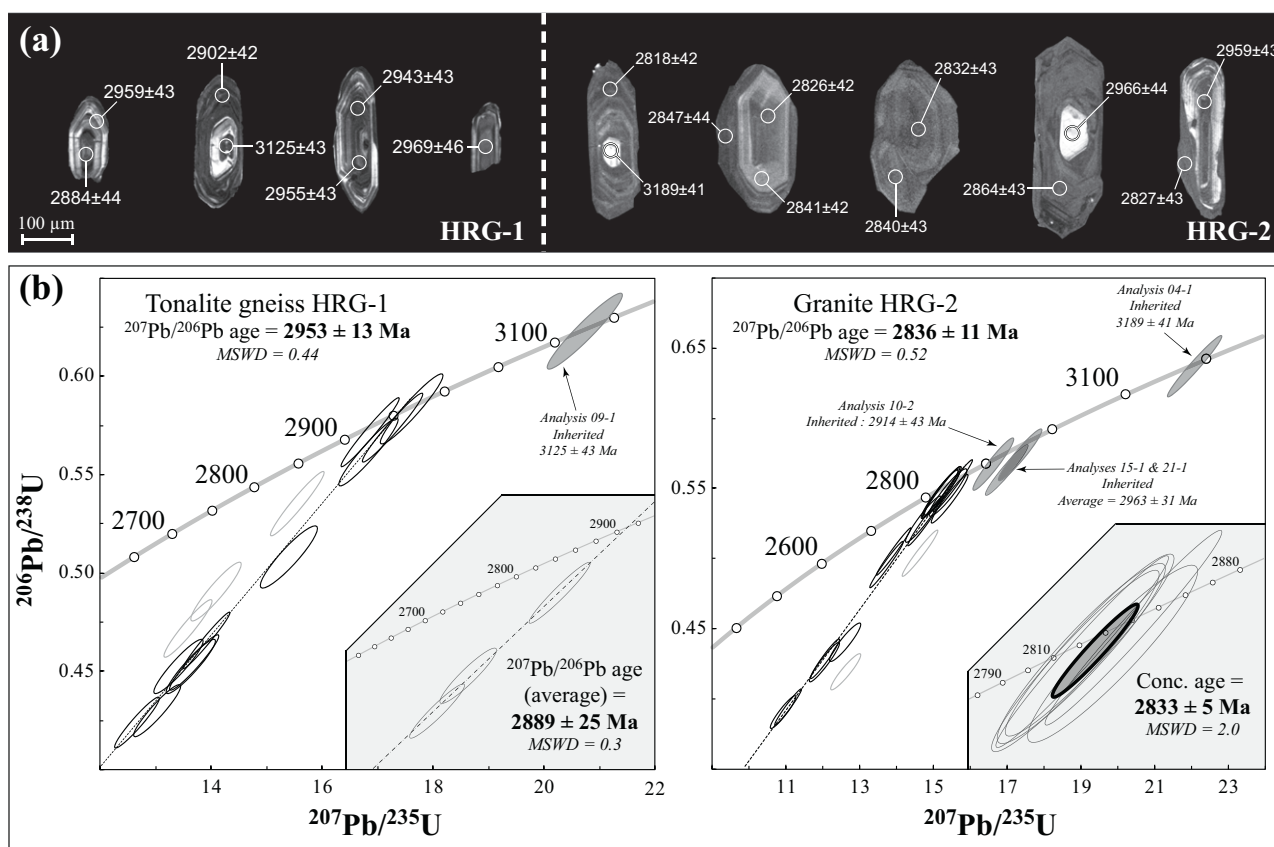 (a)
2902±42
2959±43
2943±43
3125±43
2969±46
2955±43
2884±44
100 µm
HRG-1
2818±42
2959±43
2832±43
2826±42
2966±44
2847±44
3189±41
2864±43
2827±43
2841±42
2840±43
HRG-2
(b)
Tonalite gneiss HRG-1
²⁰⁷Pb/²⁰⁶Pb age = 2953 ± 13 Ma
MSWD = 0.44
3100
2900
2800
2700
Analysis 09-1
Inherited
3125 ± 43 Ma
0.60
0.55
0.50
0.45
²⁰⁶Pb/²³⁸U
2900
2800
2700
²⁰⁷Pb/²⁰⁶Pb age
(average) =
2889 ± 25 Ma
MSWD = 0.3
14
16
18
20
22
²⁰⁷Pb/²³⁵U
Granite HRG-2
²⁰⁷Pb/²⁰⁶Pb age = 2836 ± 11 Ma
MSWD = 0.52
Analysis 04-1
Inherited
3189 ± 41 Ma
3100
Analysis 10-2
Inherited : 2914 ± 43 Ma
2800
Analyses 15-1 & 21-1
Inherited
Average = 2963 ± 31 Ma
2600
0.65
0.55
0.45
2880
2810
2790
Conc. age =
2833 ± 5 Ma
MSWD = 2.0
11
13
15
17
19
21
23
²⁰⁷Pb/²³⁵U